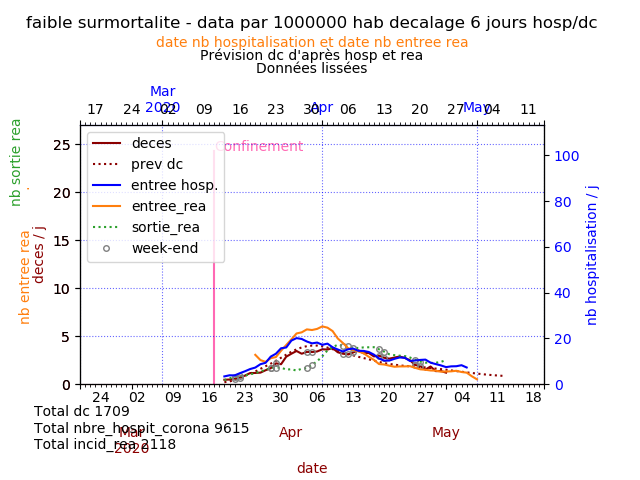 faible surmortalite - data par 1000000 hab decalage 6 jours hosp/dc
date nb hospitalisation et date nb entree rea
Prévision dc d'après hosp et rea
Données lissées
Mar
2020
Apr
May
17 24 02 09 16 23 30 06 13 20 27 04 11
nb sortie rea
nb entree rea
deces / j
nb hospitalisation / j
25
20
15
10
5
0
100
80
60
40
20
0
Confinement
deces
prev dc
entree hosp.
entree_rea
sortie_rea
week-end
24 02 09 16 23 30 06 13 20 27 04 11 18
Mar
2020
Apr
May
Total dc 1709
Total nbre_hospit_corona 9615
Total incid_rea 2118
date